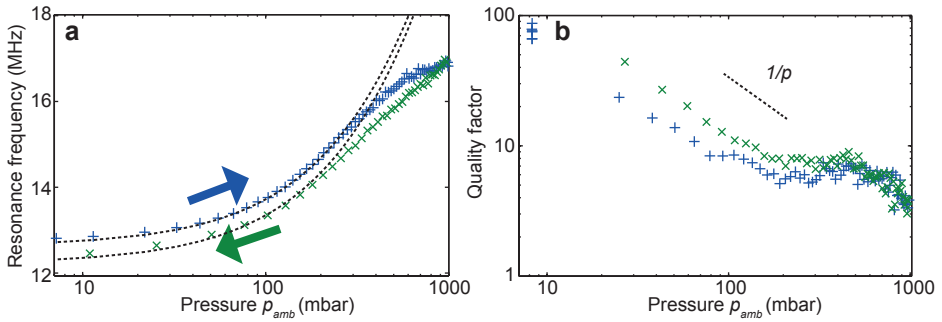 a
Resonance frequency (MHz)
18
16
14
12
10
100
1000
Pressure p_amb (mbar)
b
Quality factor
100
10
1
1/p
10
100
1000
Pressure p_amb (mbar)